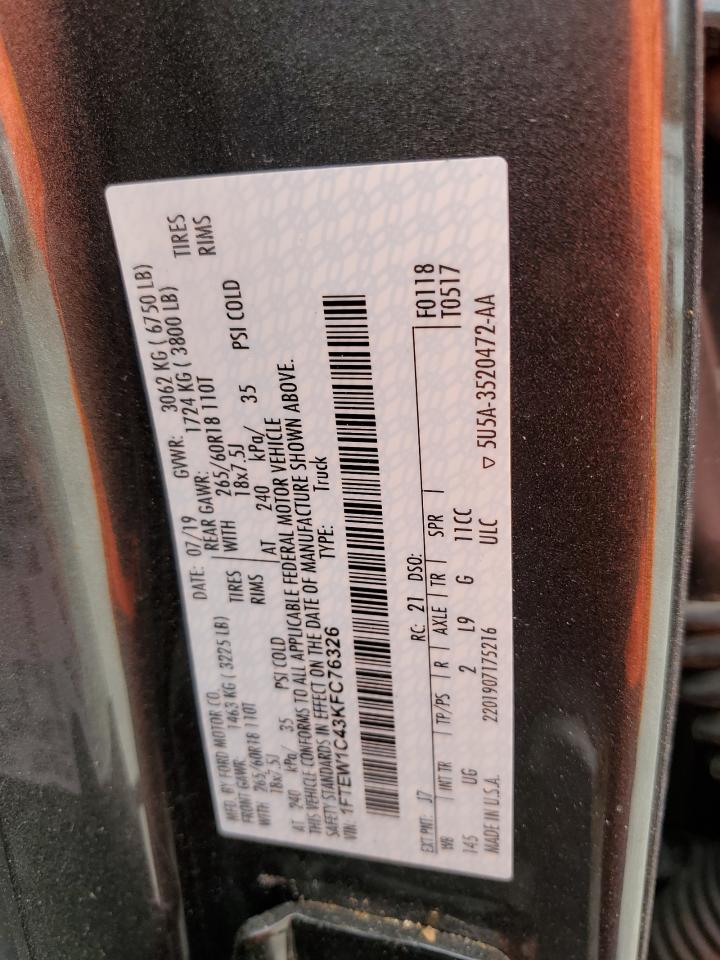 MFD. BY FORD MOTOR CO. DATE: 07/19 GVWR: 3062 KG ( 6750 LB)
FRONT GAWR: 1463 KG ( 3225 LB) REAR GAWR: 1724 KG ( 3800 LB)
WITH 265/60R18 110T TIRES WITH 265/60R18 110T TIRES
18x7.5J RIMS 18x7.5J RIMS
AT 240 kPa/ 35 PSI COLD AT 240 kPa/ 35 PSI COLD
THIS VEHICLE CONFORMS TO ALL APPLICABLE FEDERAL MOTOR VEHICLE
SAFETY STANDARDS IN EFFECT ON THE DATE OF MANUFACTURE SHOWN ABOVE.
VIN: 1FTEW1C43KFC76326 TYPE: Truck
F0118
T0517
EXT PNT: J7 RC: 21 DSO:
WB INT TR TP/PS R AXLE TR SPR
145 UG 2 L9 G 11CC
MADE IN U.S.A. 2201907175216 ULC ▽ 5U5A-3520472-AA